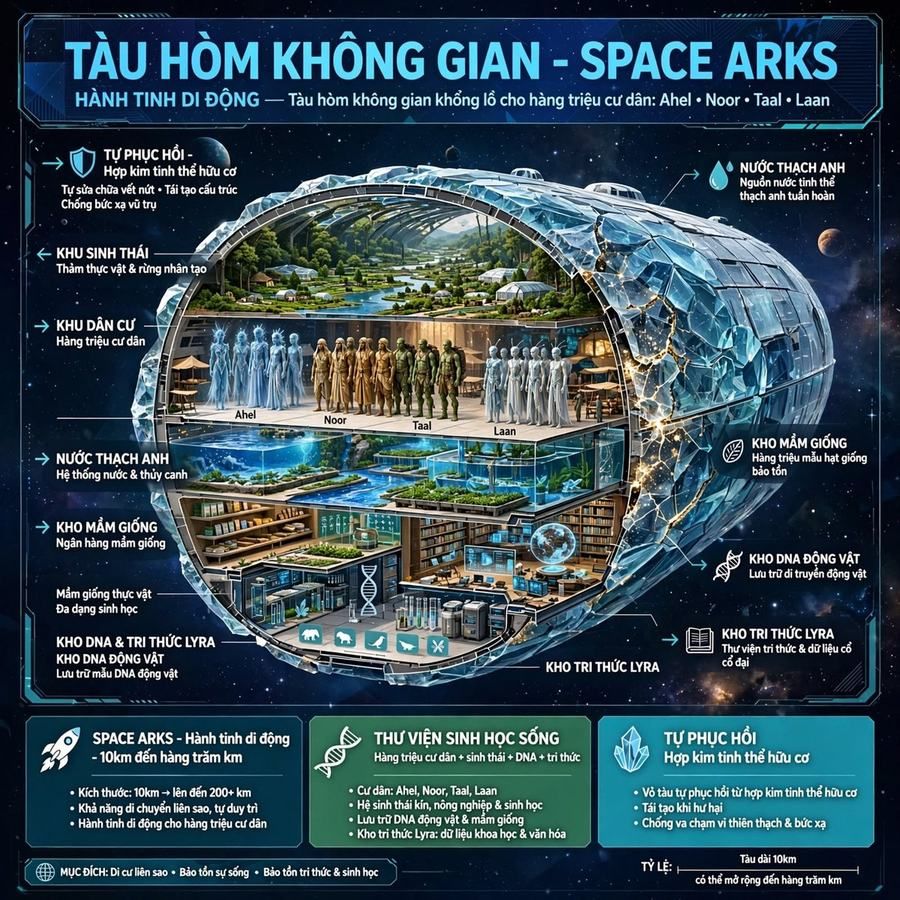 TÀU HÒM KHÔNG GIAN - SPACE ARKS
HÀNH TINH DI ĐỘNG — Tàu hòm không gian khổng lồ cho hàng triệu cư dân: Ahel • Noor • Taal • Laan
TỰ PHỤC HỒI -
Hợp kim tinh thể hữu cơ
Tự sửa chữa vết nứt • Tái tạo cấu trúc
Chống bức xạ vũ trụ
KHU SINH THÁI
Thảm thực vật & rừng nhân tạo
KHU DÂN CƯ
Hàng triệu cư dân
NƯỚC THẠCH ANH
Hệ thống nước & thủy canh
KHO MẦM GIỐNG
Ngân hàng mầm giống
Mầm giống thực vật
Đa dạng sinh học
KHO DNA & TRI THỨC LYRA
KHO DNA ĐỘNG VẬT
Lưu trữ mẫu DNA động vật
Ahel
Noor
Taal
Laan
NƯỚC THẠCH ANH
Nguồn nước tinh thể
thạch anh tuần hoàn
KHO MẦM GIỐNG
Hàng triệu mẫu hạt giống
bảo tồn
KHO DNA ĐỘNG VẬT
Lưu trữ di truyền động vật
KHO TRI THỨC LYRA
Thư viện tri thức & dữ liệu cổ
cổ đại
KHO TRI THỨC LYRA
SPACE ARKS - Hành tinh di động
- 10km đến hàng trăm km
• Kích thước: 10km → lên đến 200+ km
• Khả năng di chuyển liên sao, tự duy trì
• Hành tinh di động cho hàng triệu cư dân
THƯ VIỆN SINH HỌC SỐNG
Hàng triệu cư dân + sinh thái + DNA + tri thức
• Cư dân: Ahel, Noor, Taal, Laan
• Hệ sinh thái kín, nông nghiệp & sinh học
• Lưu trữ DNA động vật & mầm giống
• Kho tri thức Lyra: dữ liệu khoa học & văn hóa
TỰ PHỤC HỒI
Hợp kim tinh thể hữu cơ
• Vỏ tàu tự phục hồi từ hợp kim tinh thể hữu cơ
• Tái tạo khi hư hại
• Chống va chạm vi thiên thạch & bức xạ
MỤC ĐÍCH: Di cư liên sao • Bảo tồn sự sống • Bảo tồn tri thức & sinh học
TỶ LỆ:
Tàu dài 10km
có thể mở rộng đến hàng trăm km